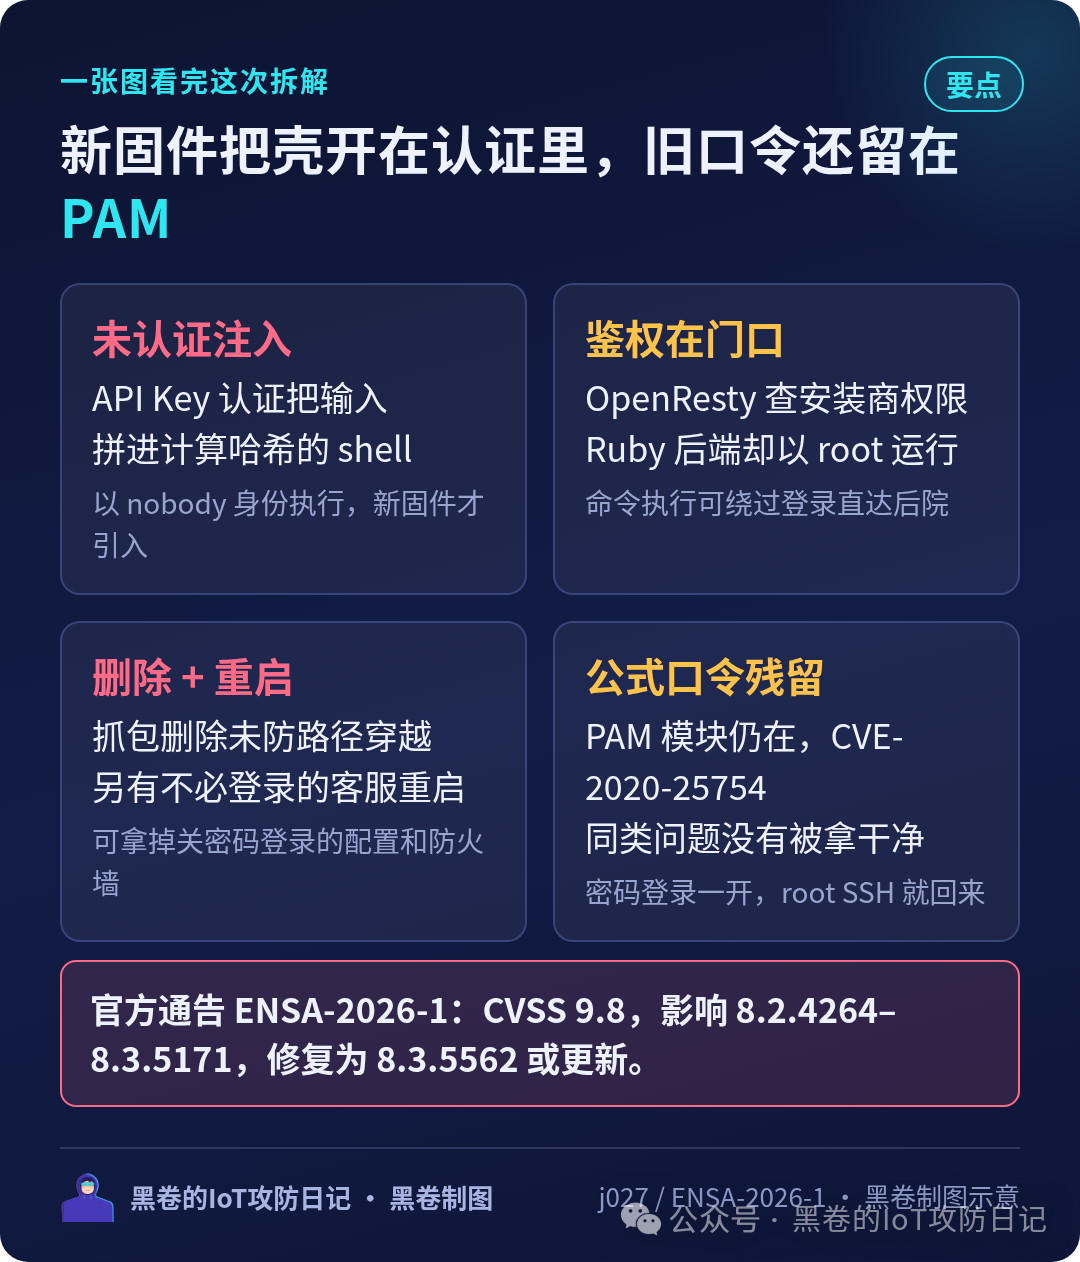 一张图看完这次拆解
要点
新固件把壳开在认证里，旧口令还留在
PAM
未认证注入
API Key 认证把输入
拼进计算哈希的 shell
以 nobody 身份执行，新固件才
引入
鉴权在门口
OpenResty 查安装商权限
Ruby 后端却以 root 运行
命令执行可绕过登录直达后院
删除 + 重启
抓包删除未防路径穿越
另有不必登录的客服重启
可拿掉关密码登录的配置和防火
墙
公式口令残留
PAM 模块仍在，CVE-
2020-25754
同类问题没有被拿干净
密码登录一开，root SSH 就回来
官方通告 ENSA-2026-1：CVSS 9.8，影响 8.2.4264–
8.3.5171，修复为 8.3.5562 或更新。
黑卷的IoT攻防日记 · 黑卷制图
j027 / ENSA-2026-1 · 黑卷制图示意
公众号 · 黑卷的IoT攻防日记